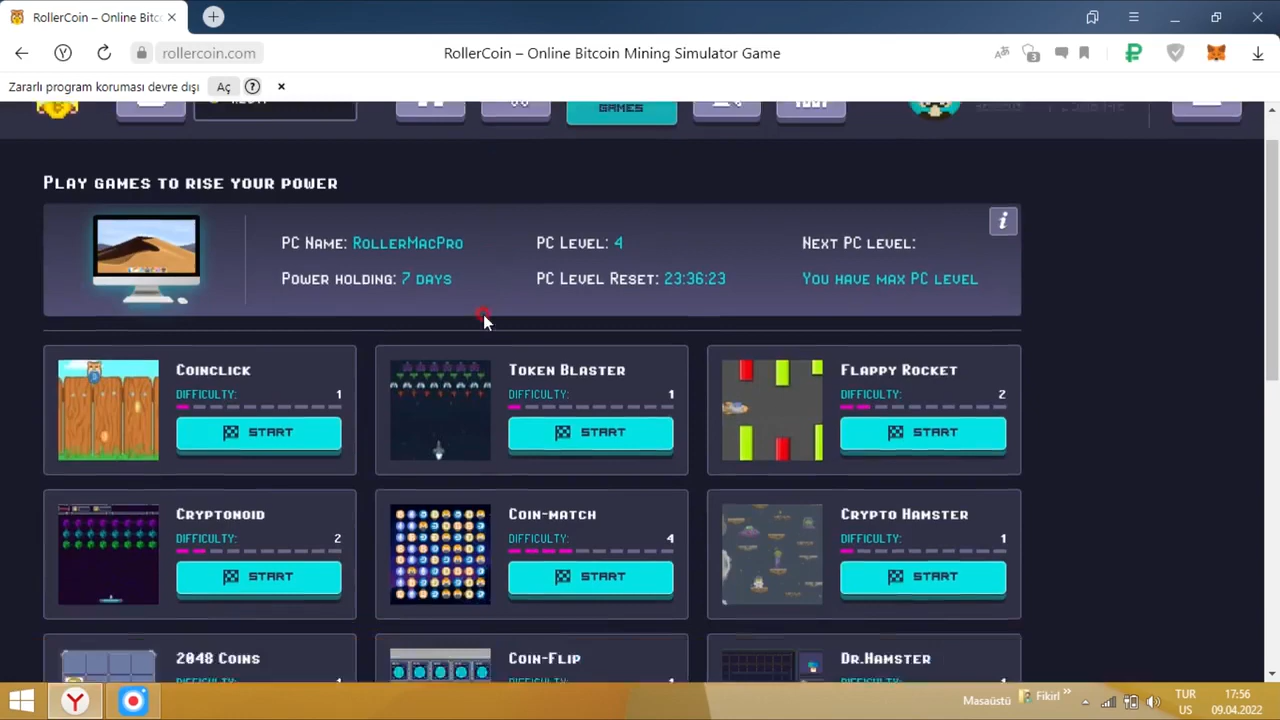 RollerCoin – Online Bitc
rollercoin.com
RollerCoin – Online Bitcoin Mining Simulator Game
3
Zararlı program koruması devre dışı
Aç
?
GAMES
Play games to rise your power
PC Name: RollerMacPro
PC Level: 4
Next PC level:
Power holding: 7 days
PC Level Reset: 23:36:23
You have max PC level
Coinclick
Difficulty: 1
START
Token Blaster
Difficulty: 1
START
Flappy Rocket
Difficulty: 2
START
Cryptonoid
Difficulty: 2
START
Coin-Match
Difficulty: 4
START
Crypto Hamster
Difficulty: 1
START
2048 Coins
Coin-Flip
Dr.Hamster
Masaüstü
Fikirl
TUR
US
17:56
09.04.2022